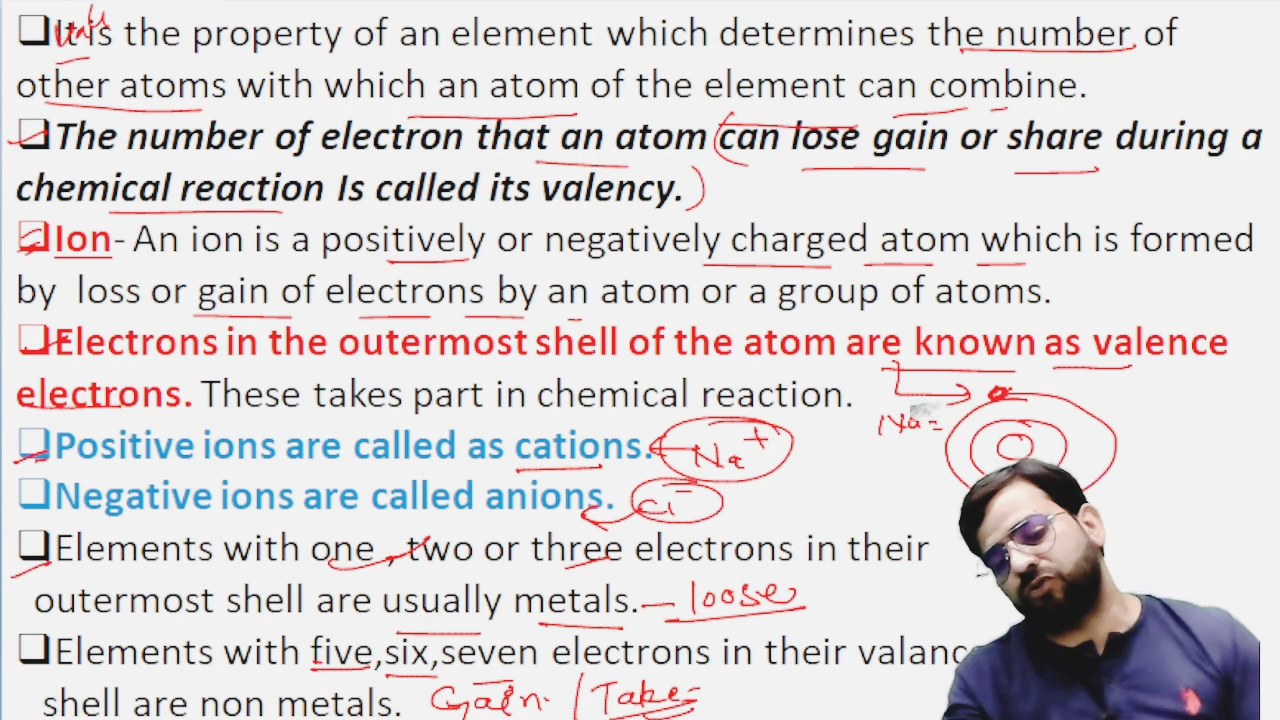 It is the property of an element which determines the number of
other atoms with which an atom of the element can combine.
The number of electron that an atom can lose gain or share during a
chemical reaction Is called its valency.
Ion- An ion is a positively or negatively charged atom which is formed
by loss or gain of electrons by an atom or a group of atoms.
Electrons in the outermost shell of the atom are known as valence
electrons. These takes part in chemical reaction.
Na=
Positive ions are called as cations. Na+
Negative ions are called anions. Cl-
Elements with one , two or three electrons in their
outermost shell are usually metals. - loose
Elements with five,six,seven electrons in their valanc
shell are non metals. Gain / Take